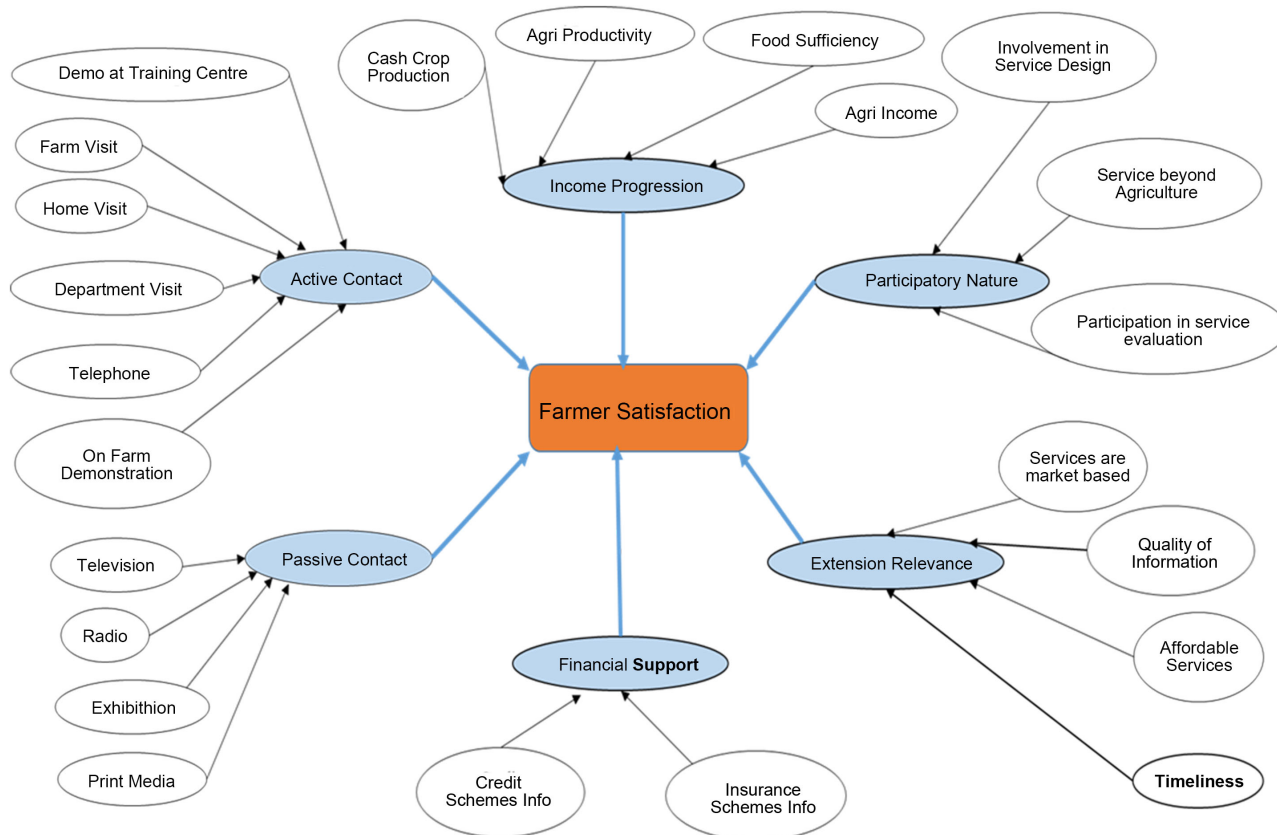 Demo at Training Centre
Farm Visit
Home Visit
Department Visit
Telephone
On Farm
Demonstration
Active Contact
Cash Crop
Production
Agri Productivity
Food Sufficiency
Agri Income
Income Progression
Involvement in
Service Design
Service beyond
Agriculture
Participation in service
evaluation
Participatory Nature
Farmer Satisfaction
Television
Radio
Exhibithion
Print Media
Passive Contact
Financial Support
Credit
Schemes Info
Insurance
Schemes Info
Services are
market based
Quality of
Information
Affordable
Services
Timeliness
Extension Relevance